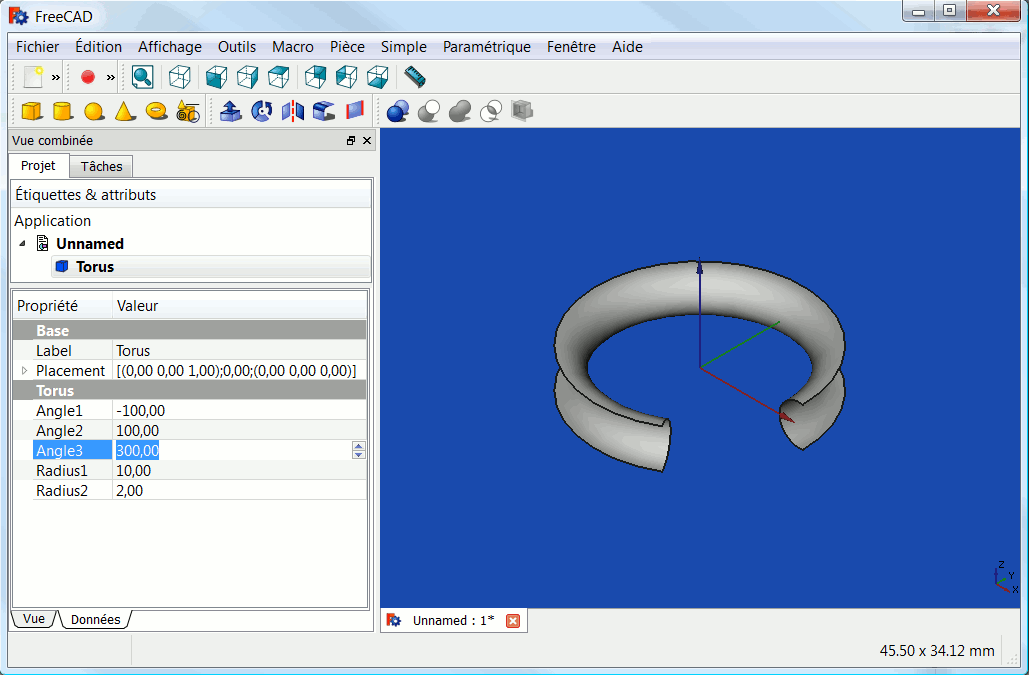 FreeCAD
Fichier Édition Affichage Outils Macro Pièce Simple Paramétrique Fenêtre Aide
» »
Vue combinée
Projet Tâches
Étiquettes & attributs
Application
Unnamed
Torus
Propriété Valeur
Base
Label Torus
Placement [(0,00 0,00 1,00);0,00;(0,00 0,00 0,00)]
Torus
Angle1 -100,00
Angle2 100,00
Angle3 300,00
Radius1 10,00
Radius2 2,00
Z
Y
X
Vue Données
Unnamed : 1*
45.50 x 34.12 mm